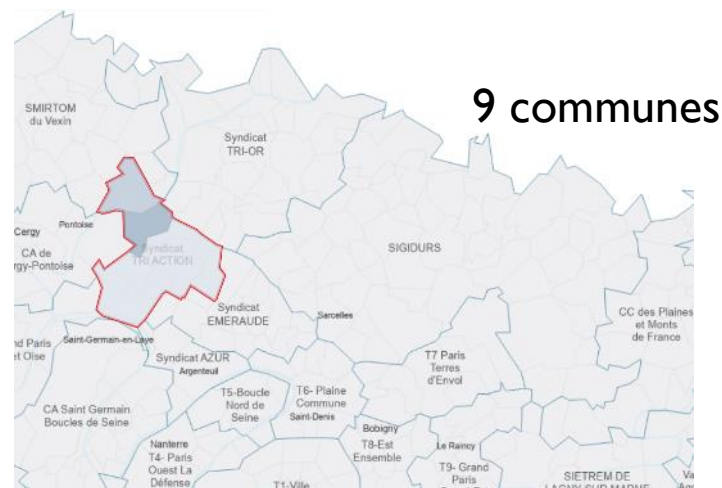 9 communes
SMIRTOM
du Vexin
Syndicat
TRI-OR
Cergy
Pontoise
CA de
rgy-Pontoise
Syndicat
TRI ACTION
SIGIDURS
Syndicat
EMERAUDE
Sarcelles
CC des Plaines
et Monts
de France
nd Paris
et Oise
Saint-Germain-en-Laye
Syndicat AZUR
Argenteuil
T7 Paris
Terres
d'Envol
CA Saint Germain
Boucles de Seine
T5-Boucle
Nord de
Seine
T6- Plaine
Commune
Saint-Denis
Bobigny
T8-Est
Ensemble
Le Raincy
Nanterre
T4- Paris
Ouest La
Défense
T1-Ville
T9- Grand
Paris
SIETREM DE